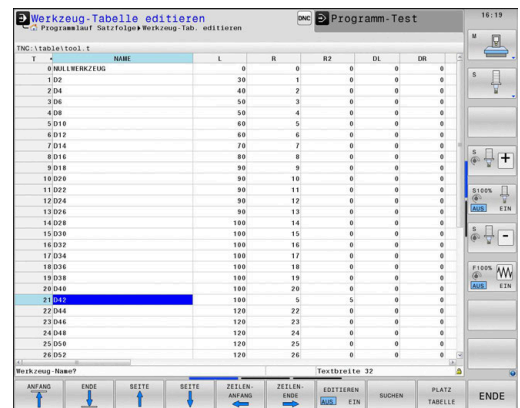 Werkzeug-Tabelle editieren
Programmlauf Satzfolge▶Werkzeug-Tab. editieren
DNC
Programm-Test
16:19
TNC:\table\tool.t
T NAME L R R2 DL DR
0 NULLWERKZEUG 0 0 0 0 0
1 D2 30 1 0 0 0
2 D4 40 2 0 0 0
3 D6 50 3 0 0 0
4 D8 50 4 0 0 0
5 D10 60 5 0 0 0
6 D12 60 6 0 0 0
7 D14 70 7 0 0 0
8 D16 80 8 0 0 0
9 D18 90 9 0 0 0
10 D20 90 10 0 0 0
11 D22 90 11 0 0 0
12 D24 90 12 0 0 0
13 D26 90 13 0 0 0
14 D28 100 14 0 0 0
15 D30 100 15 0 0 0
16 D32 100 16 0 0 0
17 D34 100 17 0 0 0
18 D36 100 18 0 0 0
19 D38 100 19 0 0 0
20 D40 100 20 0 0 0
21 D42 100 5 5 0 0
22 D44 120 22 0 0 0
23 D46 120 23 0 0 0
24 D48 120 24 0 0 0
25 D50 120 25 0 0 0
26 D52 120 26 0 0 0
Werkzeug-Name? Textbreite 32
M
S
S +
S100%
AUS EIN
S -
F100%
AUS EIN
ANFANG
ENDE
SEITE
SEITE
ZEILEN-
ANFANG
ZEILEN-
ENDE
EDITIEREN
AUS EIN
SUCHEN
PLATZ
TABELLE
ENDE